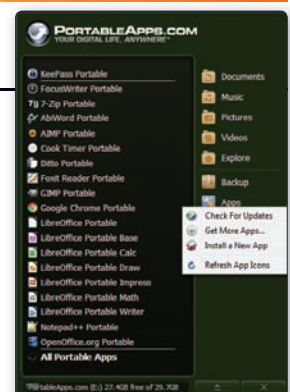 PORTABLEAPPS.COM
YOUR DIGITAL LIFE, ANYWHERE™
KeePass Portable
FocusWriter Portable
7-Zip Portable
AbiWord Portable
AIMP Portable
Cook Timer Portable
Ditto Portable
Foxit Reader Portable
GIMP Portable
Google Chrome Portable
LibreOffice Portable
LibreOffice Portable Base
LibreOffice Portable Calc
LibreOffice Portable Draw
LibreOffice Portable Impress
LibreOffice Portable Math
LibreOffice Portable Writer
Notepad++ Portable
OpenOffice.org Portable
All Portable Apps
Documents
Music
Pictures
Videos
Explore
Backup
Apps
Check For Updates
Get More Apps...
Install a New App
Refresh App Icons
PortableApps.com (E:) 27.4GB free of 29.7GB